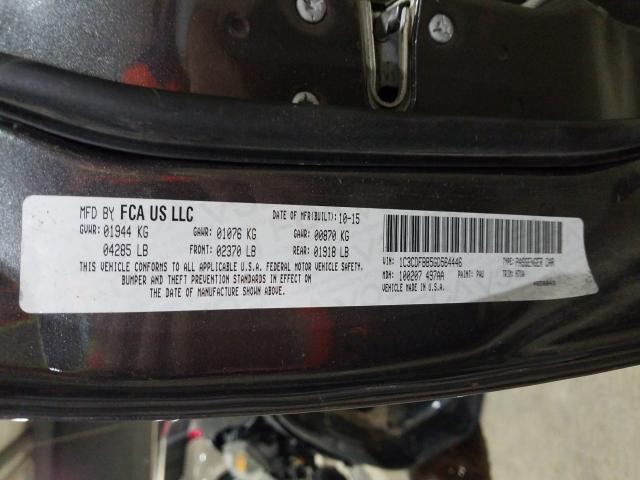 MFD BY FCA US LLC DATE OF MFR(BUILT): 10-15
GVWR: 01944 KG GAWR: 01076 KG GAWR: 00870 KG
04285 LB FRONT: 02370 LB REAR: 01918 LB
THIS VEHICLE CONFORMS TO ALL APPLICABLE U.S.A. FEDERAL MOTOR VEHICLE SAFETY,
BUMPER AND THEFT PREVENTION STANDARDS IN EFFECT ON
THE DATE OF MANUFACTURE SHOWN ABOVE.
VIN: 1C3CDFBB5GD564446 TYPE: PASSENGER CAR
MDH: 100207 497AA PAINT: PAU TRIM:
VEHICLE MADE IN U.S.A.